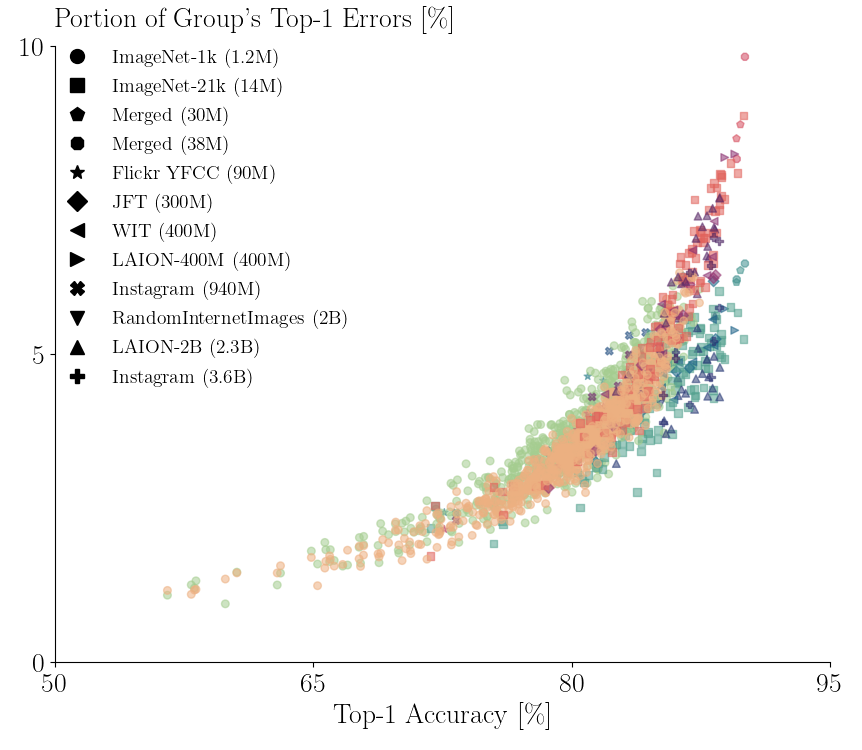 Portion of Group's Top-1 Errors [%]
10
ImageNet-1k (1.2M)
ImageNet-21k (14M)
Merged (30M)
Merged (38M)
Flickr YFCC (90M)
JFT (300M)
WIT (400M)
LAION-400M (400M)
Instagram (940M)
RandomInternetImages (2B)
LAION-2B (2.3B)
Instagram (3.6B)
5
0
50 65 80 95
Top-1 Accuracy [%]